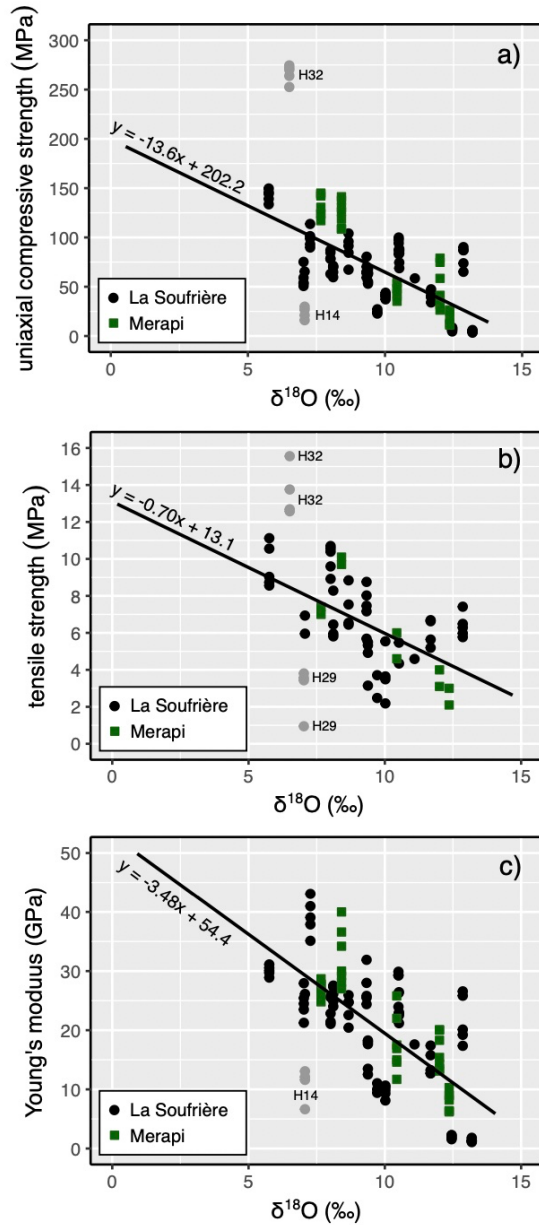 a)
300
250
200
150
100
50
0
uniaxial compressive strength (MPa)
H32
y = -13.6x + 202.2
H14
La Soufrière
Merapi
0 5 10 15
δ¹⁸O (‰)
b)
16
14
12
10
8
6
4
2
0
tensile strength (MPa)
H32
H32
y = -0.70x + 13.1
H29
H29
La Soufrière
Merapi
0 5 10 15
δ¹⁸O (‰)
c)
50
40
30
20
10
0
Young's moduus (GPa)
y = -3.48x + 54.4
H14
La Soufrière
Merapi
0 5 10 15
δ¹⁸O (‰)